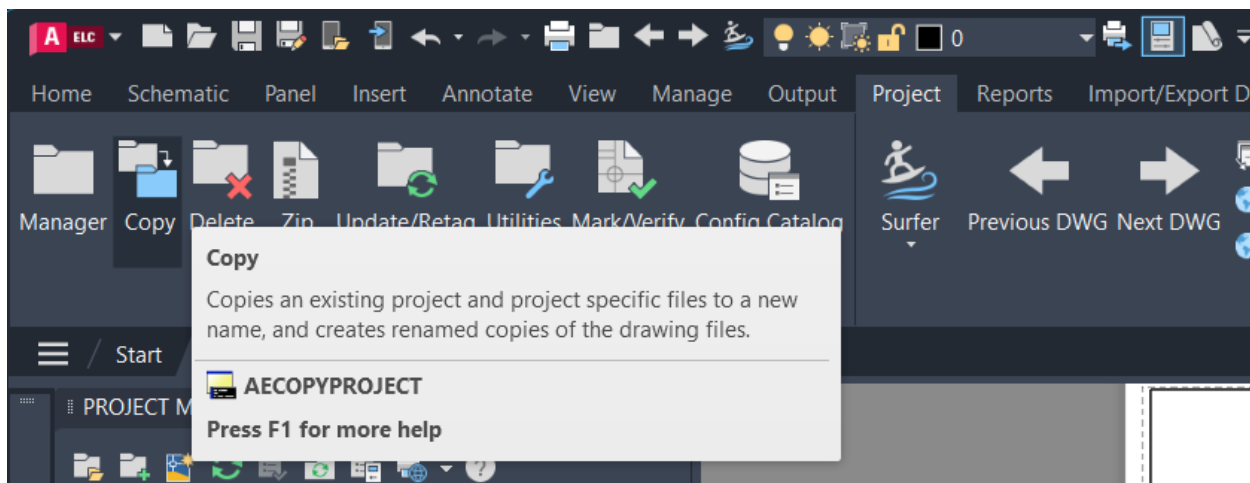 A ELC 0
Home Schematic Panel Insert Annotate View Manage Output Project Reports Import/Export D
Manager Copy Delete Zip Update/Retag Utilities Mark/Verify Config Catalog Surfer Previous DWG Next DWG
Copy
Copies an existing project and project specific files to a new
name, and creates renamed copies of the drawing files.
Start
AECOPYPROJECT
PROJECT M
Press F1 for more help